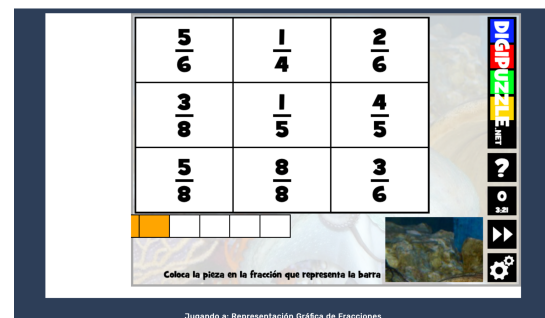 5/6 1/4 2/6
3/8 1/5 4/5
5/8 8/8 3/6
DIGIPUZZLE.NET
?
0
3:21
Coloca la pieza en la fracción que representa la barra
Jugando a: Representación Gráfica de Fracciones